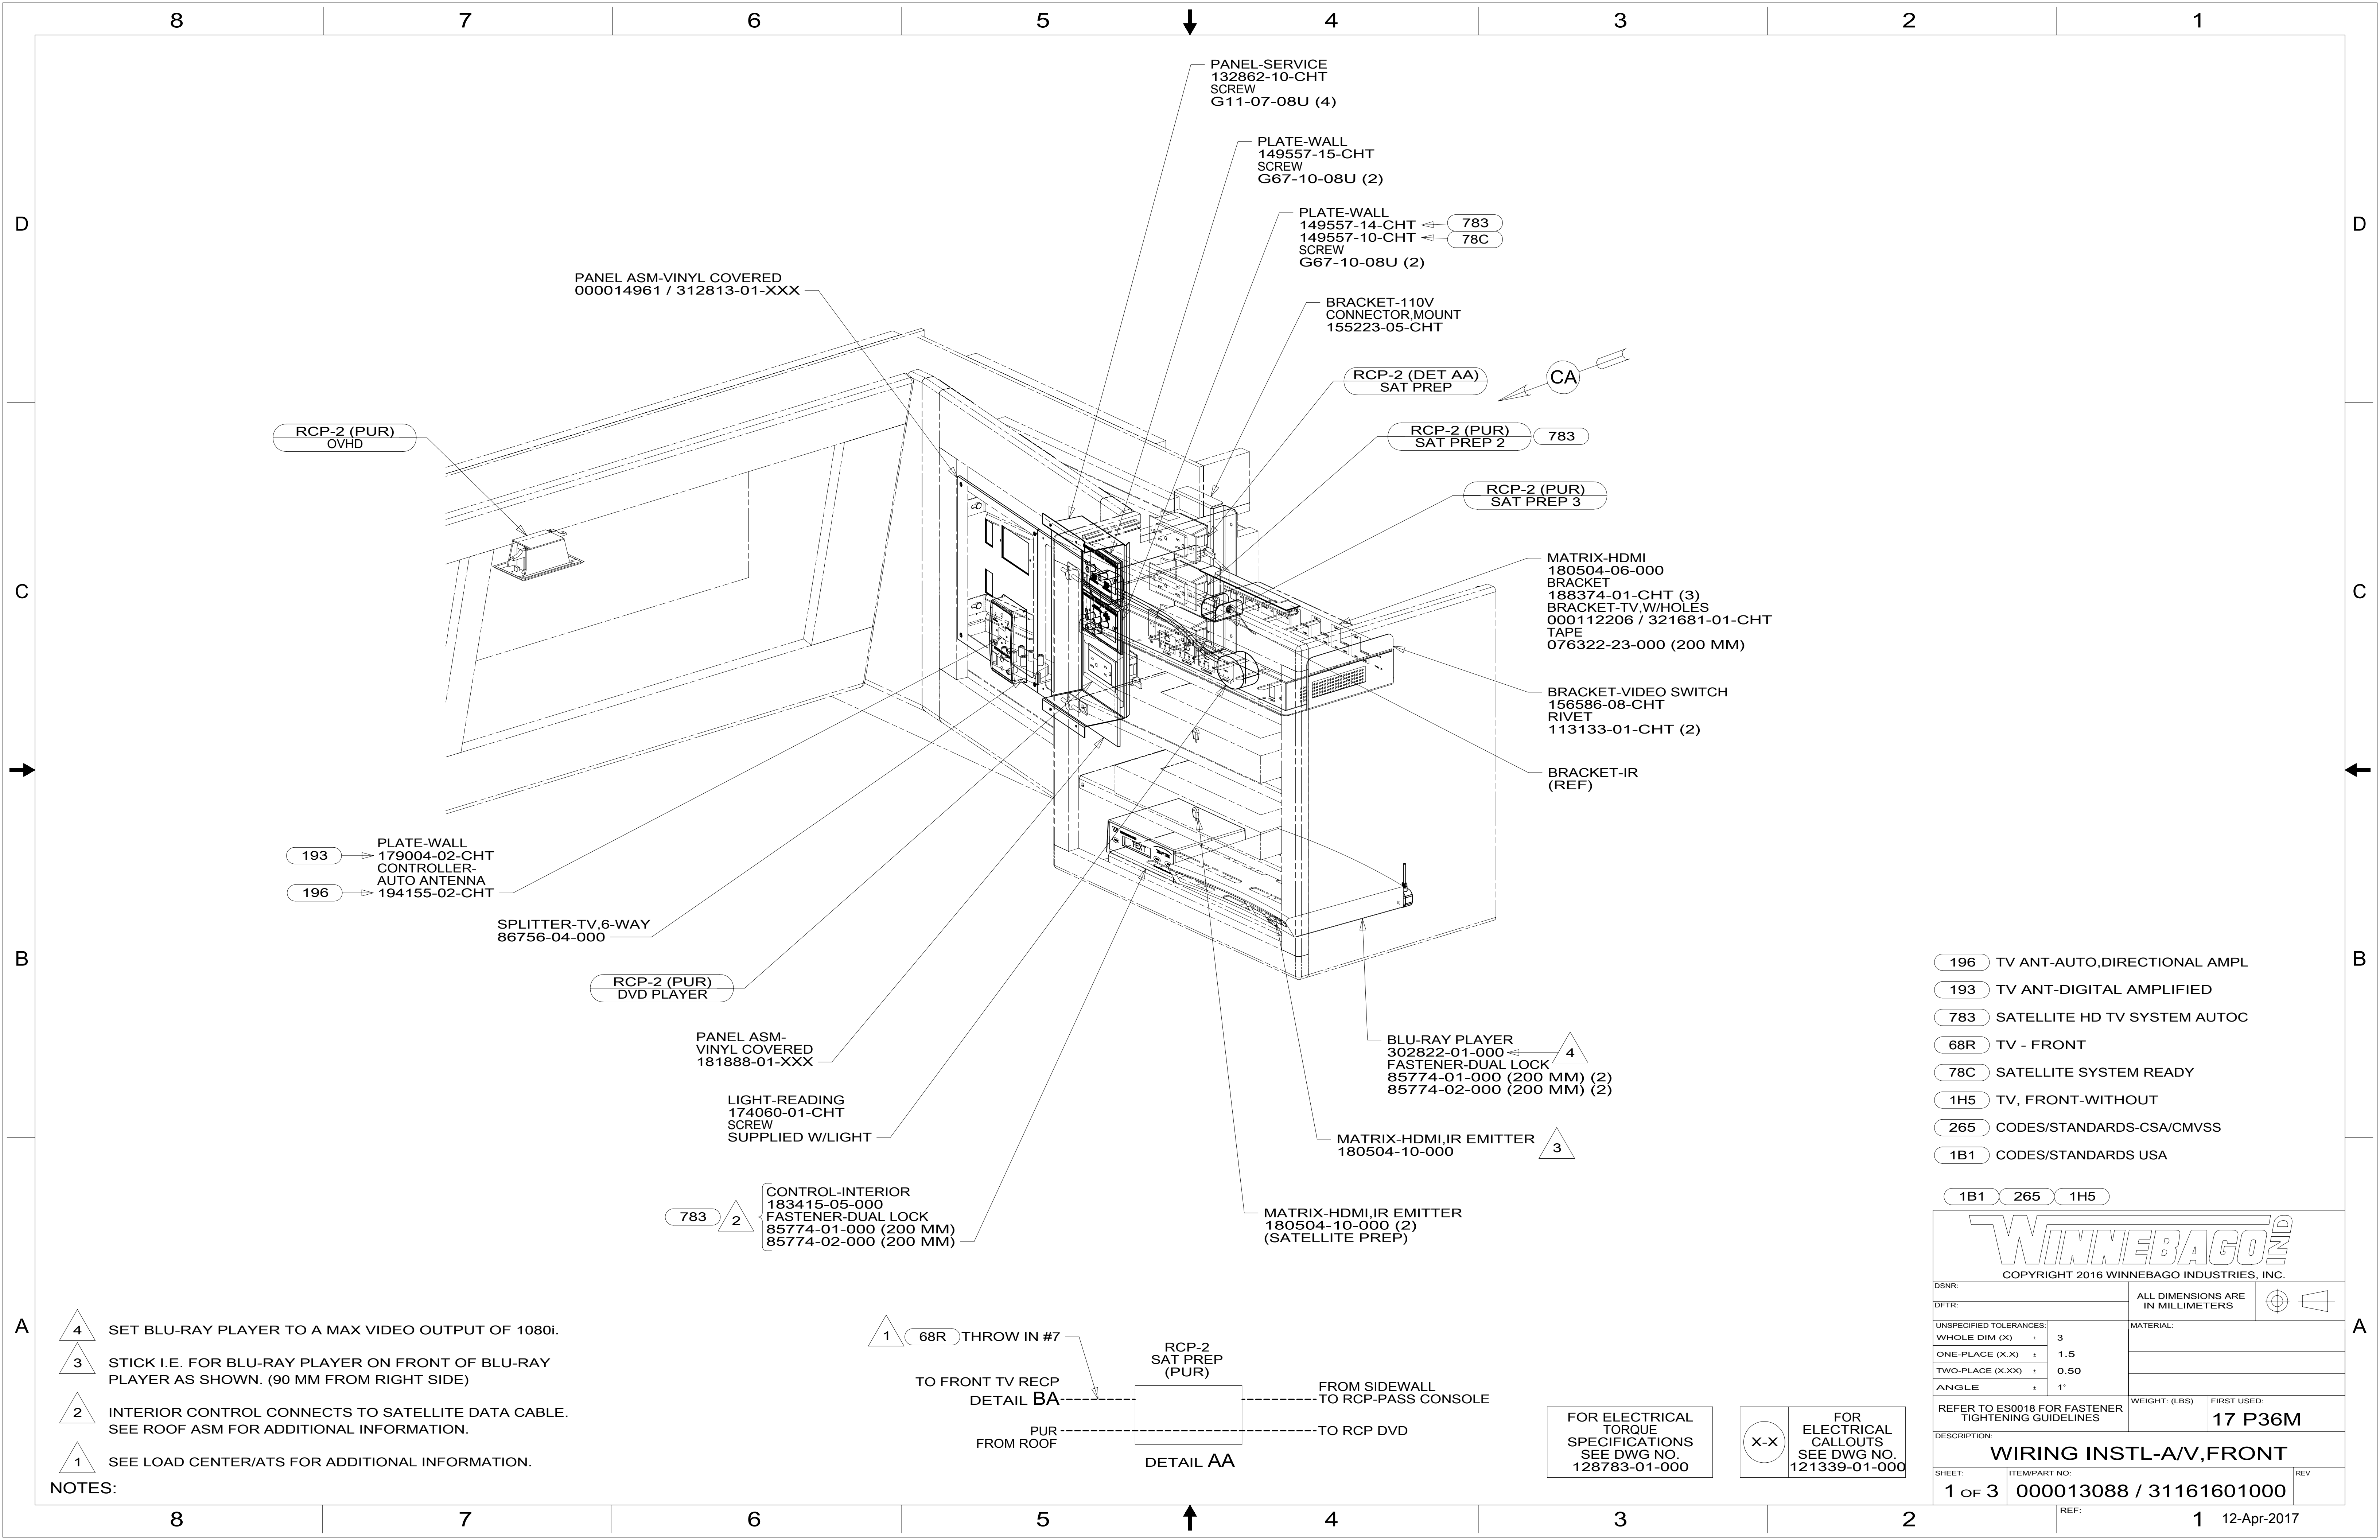 8 7 6 5 4 3 2 1
PANEL-SERVICE
132862-10-CHT
SCREW
G11-07-08U (4)
PLATE-WALL
149557-15-CHT
SCREW
G67-10-08U (2)
PLATE-WALL
149557-14-CHT 783
149557-10-CHT 78C
SCREW
G67-10-08U (2)
D D
PANEL ASM-VINYL COVERED
000014961 / 312813-01-XXX
BRACKET-110V
CONNECTOR,MOUNT
155223-05-CHT
RCP-2 (DET AA)
SAT PREP
CA
RCP-2 (PUR)
OVHD
RCP-2 (PUR)
SAT PREP 2
783
RCP-2 (PUR)
SAT PREP 3
MATRIX-HDMI
180504-06-000
BRACKET
188374-01-CHT (3)
BRACKET-TV,W/HOLES
000112206 / 321681-01-CHT
TAPE
076322-23-000 (200 MM)
C C
BRACKET-VIDEO SWITCH
156586-08-CHT
RIVET
113133-01-CHT (2)
BRACKET-IR
(REF)
TEXT
PLATE-WALL
193 179004-02-CHT
CONTROLLER-
AUTO ANTENNA
196 194155-02-CHT
SPLITTER-TV,6-WAY
86756-04-000
B B
RCP-2 (PUR)
DVD PLAYER
PANEL ASM-
VINYL COVERED
181888-01-XXX
LIGHT-READING
174060-01-CHT
SCREW
SUPPLIED W/LIGHT
BLU-RAY PLAYER
302822-01-000 4
FASTENER-DUAL LOCK
85774-01-000 (200 MM) (2)
85774-02-000 (200 MM) (2)
MATRIX-HDMI,IR EMITTER
180504-10-000
3
783
2
CONTROL-INTERIOR
183415-05-000
FASTENER-DUAL LOCK
85774-01-000 (200 MM)
85774-02-000 (200 MM)
MATRIX-HDMI,IR EMITTER
180504-10-000 (2)
(SATELLITE PREP)
196 TV ANT-AUTO,DIRECTIONAL AMPL
193 TV ANT-DIGITAL AMPLIFIED
783 SATELLITE HD TV SYSTEM AUTOC
68R TV - FRONT
78C SATELLITE SYSTEM READY
1H5 TV, FRONT-WITHOUT
265 CODES/STANDARDS-CSA/CMVSS
1B1 CODES/STANDARDS USA
1B1 265 1H5
A A
4 SET BLU-RAY PLAYER TO A MAX VIDEO OUTPUT OF 1080i.
3 STICK I.E. FOR BLU-RAY PLAYER ON FRONT OF BLU-RAY
PLAYER AS SHOWN. (90 MM FROM RIGHT SIDE)
2 INTERIOR CONTROL CONNECTS TO SATELLITE DATA CABLE.
SEE ROOF ASM FOR ADDITIONAL INFORMATION.
1 SEE LOAD CENTER/ATS FOR ADDITIONAL INFORMATION.
NOTES:
1 68R THROW IN #7
RCP-2
SAT PREP
(PUR)
TO FRONT TV RECP
DETAIL BA
FROM SIDEWALL
TO RCP-PASS CONSOLE
PUR
FROM ROOF
TO RCP DVD
DETAIL AA
FOR ELECTRICAL
TORQUE
SPECIFICATIONS
SEE DWG NO.
128783-01-000
X-X
FOR
ELECTRICAL
CALLOUTS
SEE DWG NO.
121339-01-000
WINNEBAGO IND
COPYRIGHT 2016 WINNEBAGO INDUSTRIES, INC.
DSNR:
DFTR:
ALL DIMENSIONS ARE
IN MILLIMETERS
UNSPECIFIED TOLERANCES:
WHOLE DIM (X) ± 3
ONE-PLACE (X.X) ± 1.5
TWO-PLACE (X.XX) ± 0.50
ANGLE ± 1°
MATERIAL:
REFER TO ES0018 FOR FASTENER
TIGHTENING GUIDELINES
WEIGHT: (LBS)
FIRST USED:
17 P36M
DESCRIPTION:
WIRING INSTL-A/V,FRONT
SHEET:
1 OF 3
ITEM/PART NO:
000013088 / 31161601000
REV
REF:
8 7 6 5 4 3 2 1
12-Apr-2017